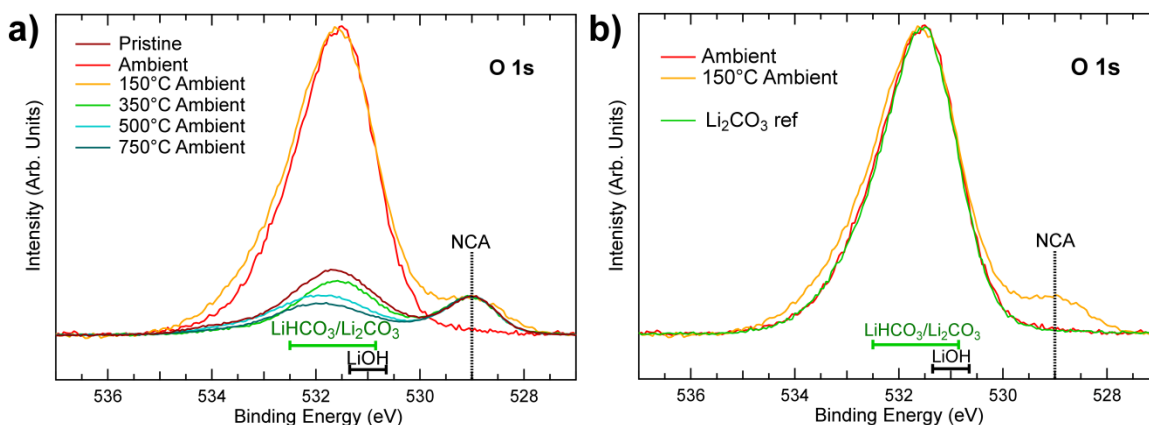 a)
Pristine
Ambient
150°C Ambient
350°C Ambient
500°C Ambient
750°C Ambient
O 1s
NCA
LiHCO₃/Li₂CO₃
LiOH
Intensity (Arb. Units)
536 534 532 530 528
Binding Energy (eV)
b)
Ambient
150°C Ambient
Li₂CO₃ ref
O 1s
NCA
LiHCO₃/Li₂CO₃
LiOH
Intenisty (Arb. Units)
536 534 532 530 528
Binding Energy (eV)